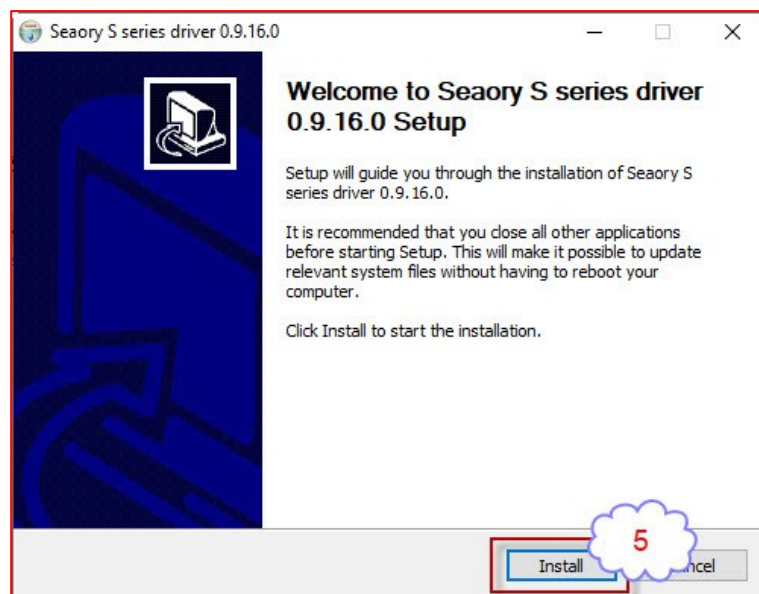 Seaory S series driver 0.9.16.0
Welcome to Seaory S series driver
0.9.16.0 Setup
Setup will guide you through the installation of Seaory S
series driver 0.9.16.0.
It is recommended that you close all other applications
before starting Setup. This will make it possible to update
relevant system files without having to reboot your
computer.
Click Install to start the installation.
5
Install